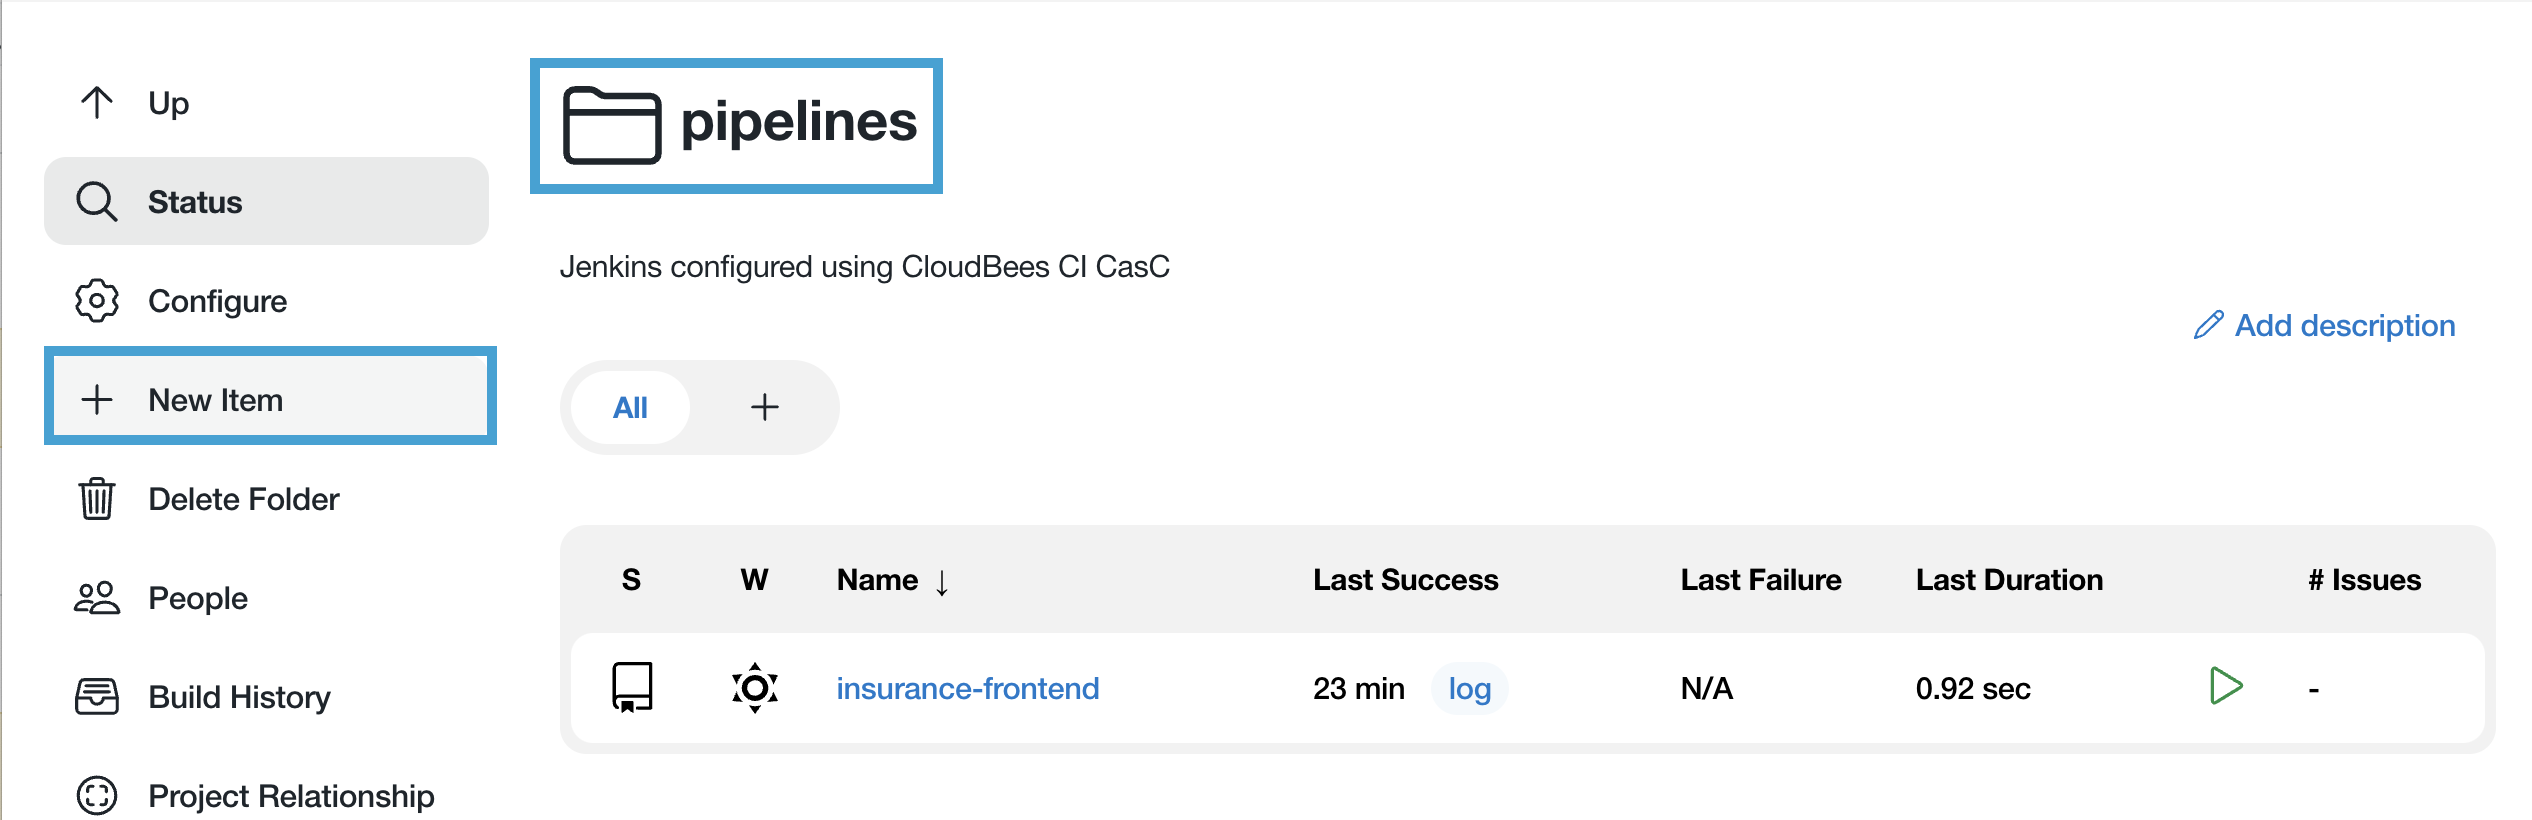 Up
Status
Configure
New Item
Delete Folder
People
Build History
Project Relationship
pipelines
Jenkins configured using CloudBees CI CasC
Add description
All +
S W Name ↓ Last Success Last Failure Last Duration # Issues
insurance-frontend 23 min log N/A 0.92 sec -